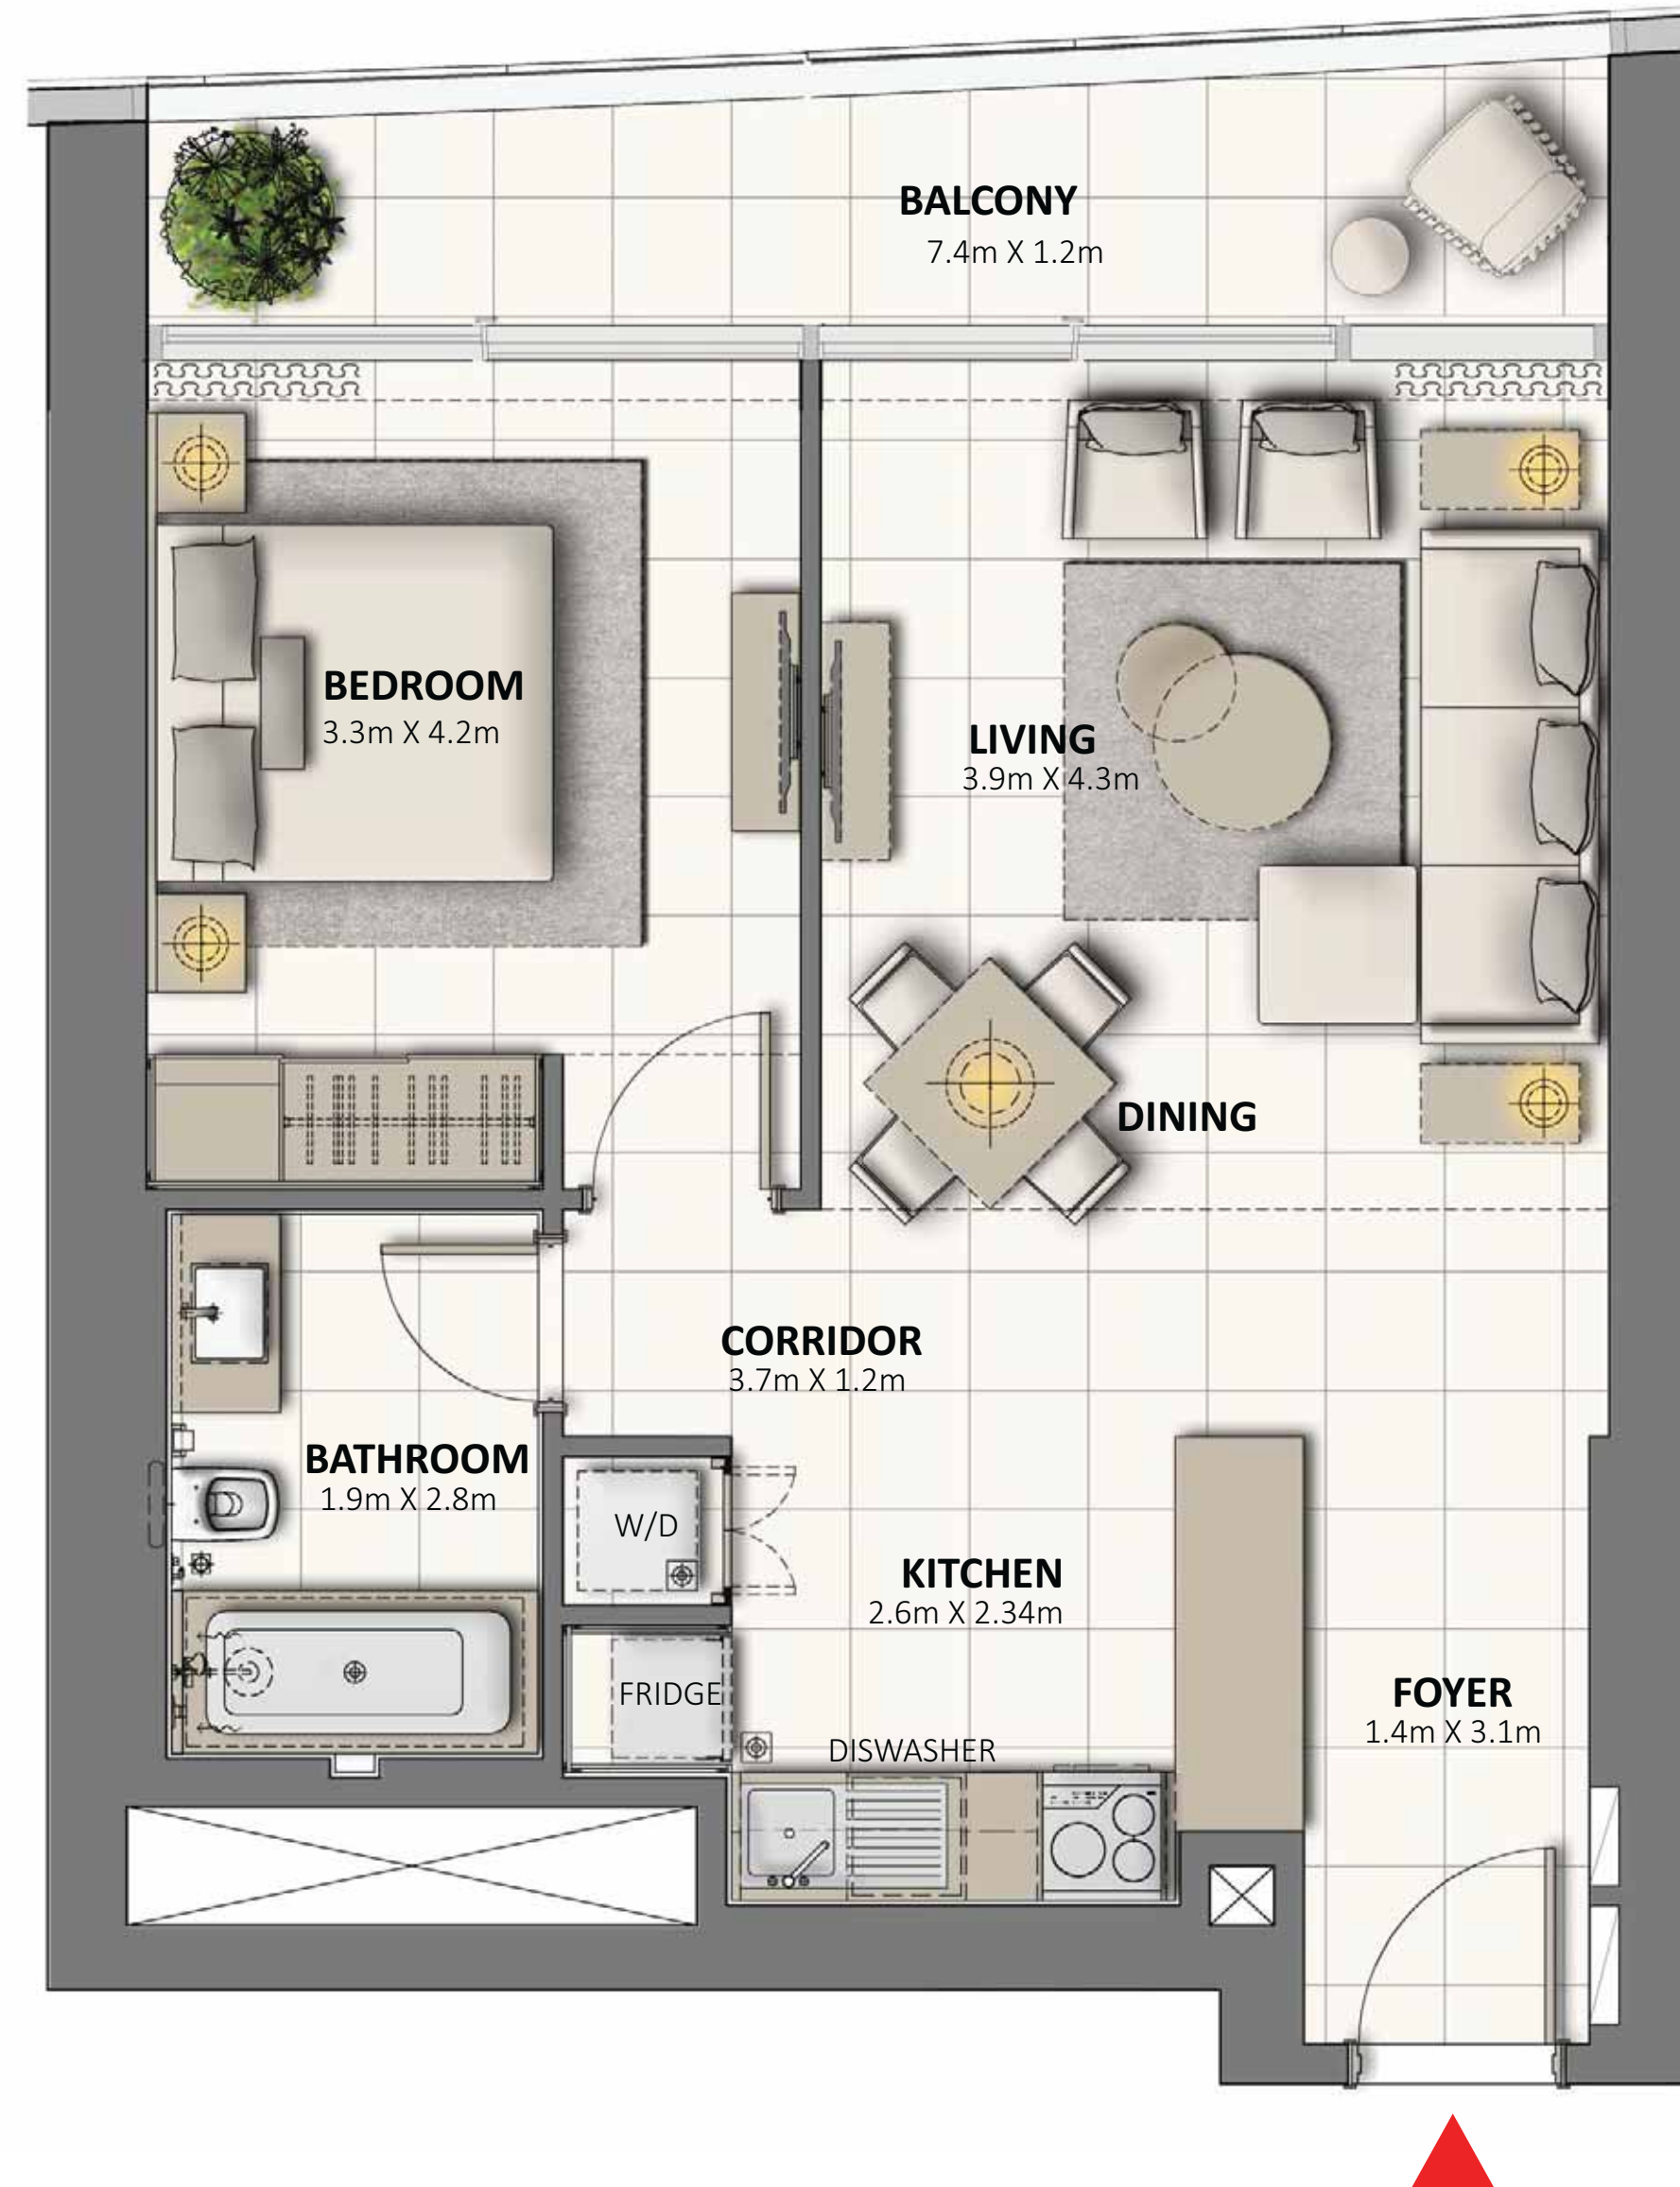 BALCONY
7.4m X 1.2m
BEDROOM
3.3m X 4.2m
LIVING
3.9m X 4.3m
DINING
CORRIDOR
3.7m X 1.2m
BATHROOM
1.9m X 2.8m
W/D
KITCHEN
2.6m X 2.34m
FRIDGE
FOYER
1.4m X 3.1m
DISWASHER